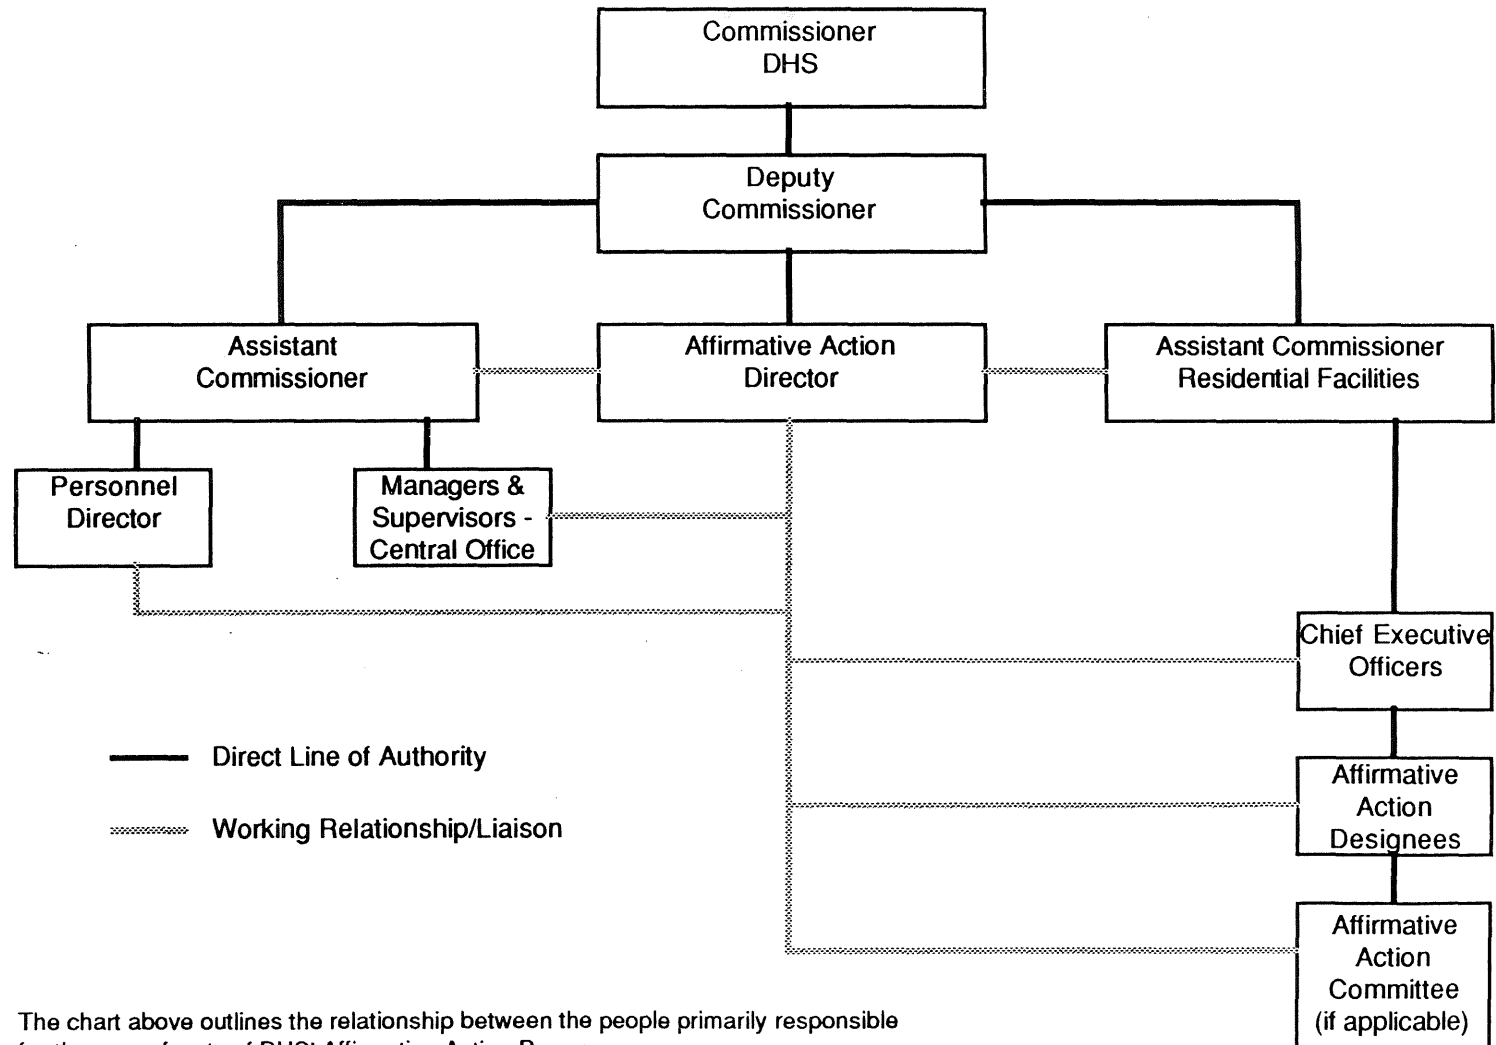 Commissioner
DHS
Deputy
Commissioner
Assistant
Commissioner
Affirmative Action
Director
Assistant Commissioner
Residential Facilities
Personnel
Director
Managers &
Supervisors -
Central Office
Chief Executive
Officers
Direct Line of Authority
Affirmative
Action
Designees
Working Relationship/Liaison
Affirmative
Action
Committee
(if applicable)
The chart above outlines the relationship between the people primarily responsible